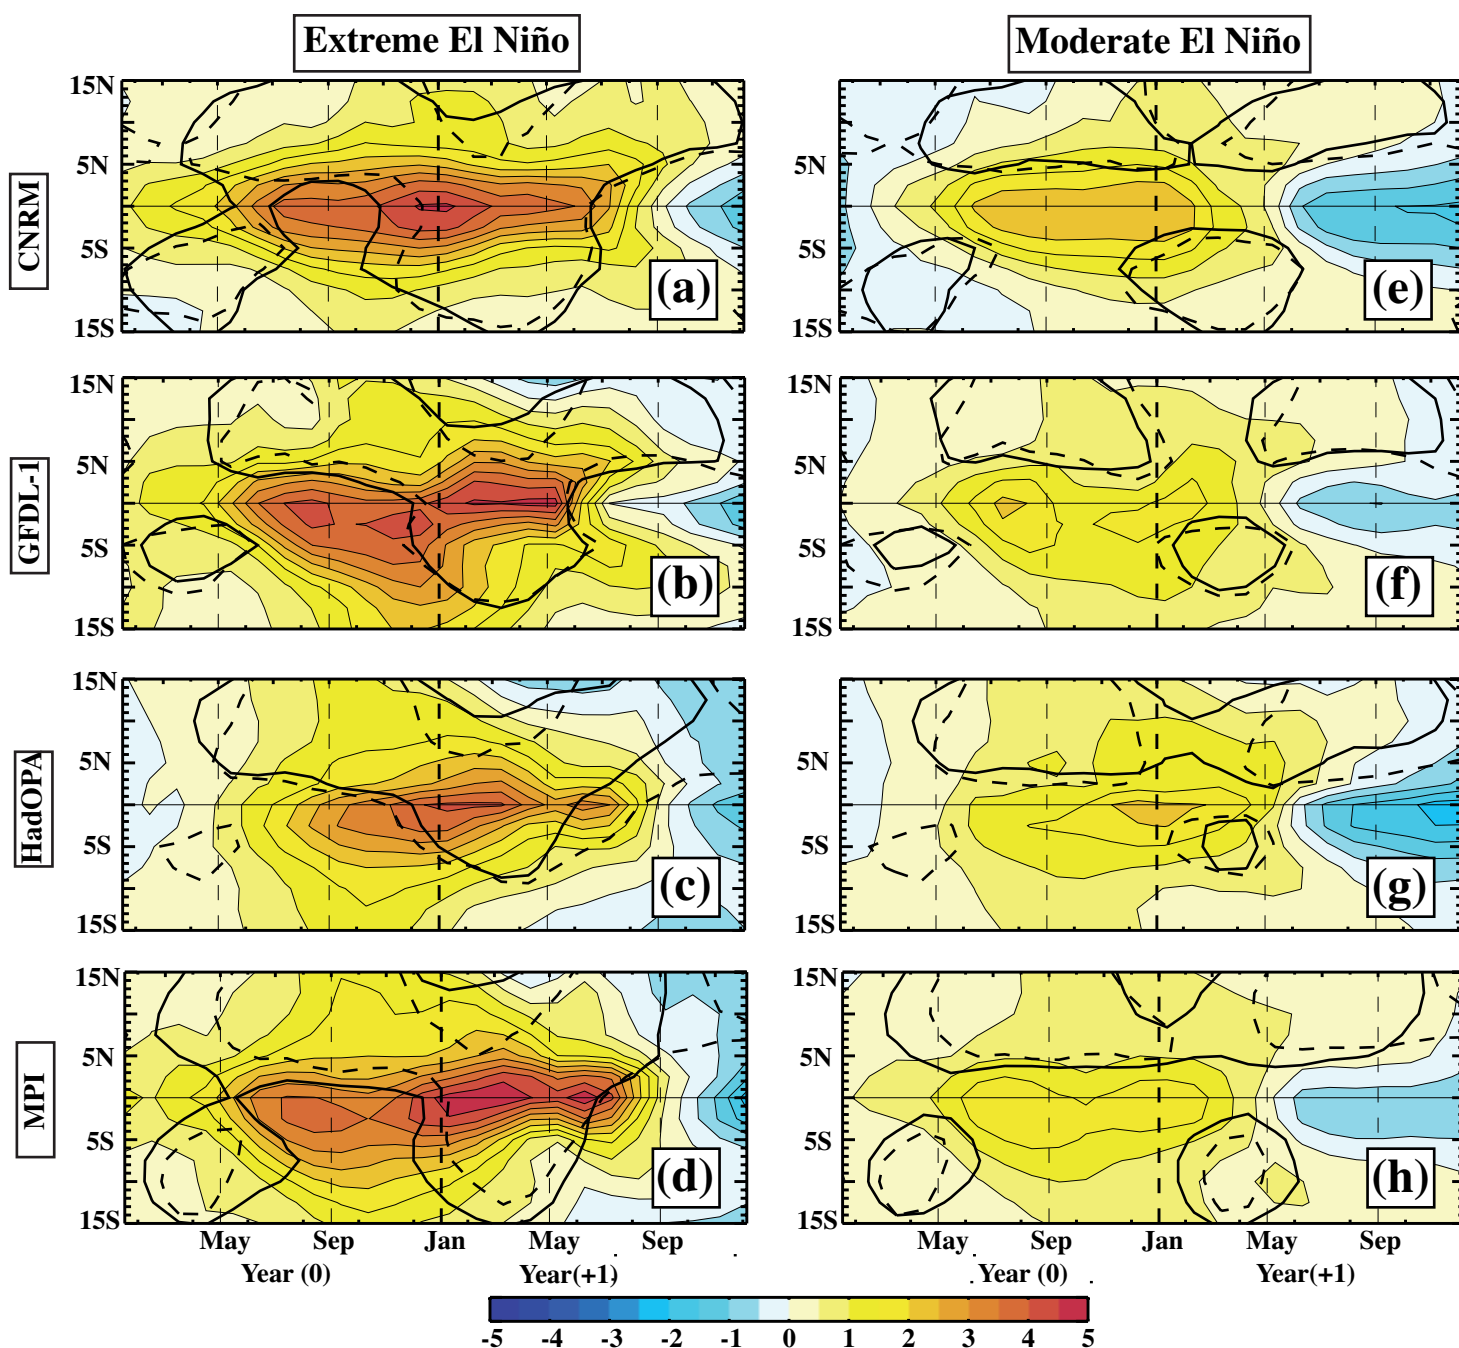 Extreme El Niño
Moderate El Niño
CNRM
15N
5N
5S
15S
(a)
15N
5N
5S
15S
(e)
GFDL-1
15N
5N
5S
15S
(b)
15N
5N
5S
15S
(f)
HadOPA
15N
5N
5S
15S
(c)
15N
5N
5S
15S
(g)
MPI
15N
5N
5S
15S
(d)
15N
5N
5S
15S
(h)
May Sep Jan May Sep
Year (0) Year(+1)
May Sep Jan May Sep
Year (0) Year(+1)
-5 -4 -3 -2 -1 0 1 2 3 4 5